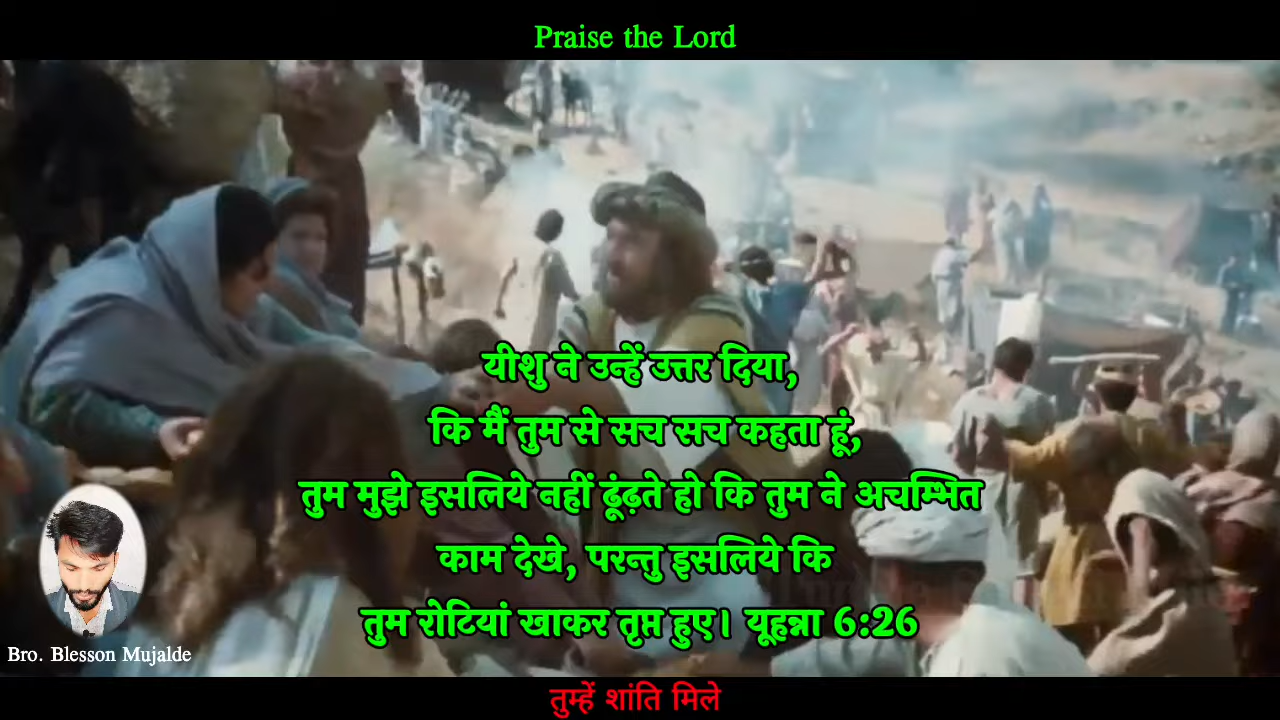 Praise the Lord
यीशु ने उन्हें उत्तर दिया,
कि मैं तुम से सच सच कहता हूं,
तुम मुझे इसलिये नहीं ढूंढ़ते हो कि तुम ने अचम्भित
काम देखे, परन्तु इसलिये कि
तुम रोटियां खाकर तृप्त हुए। यूहन्ना 6:26
Bro. Blesson Mujalde
तुम्हें शांति मिले